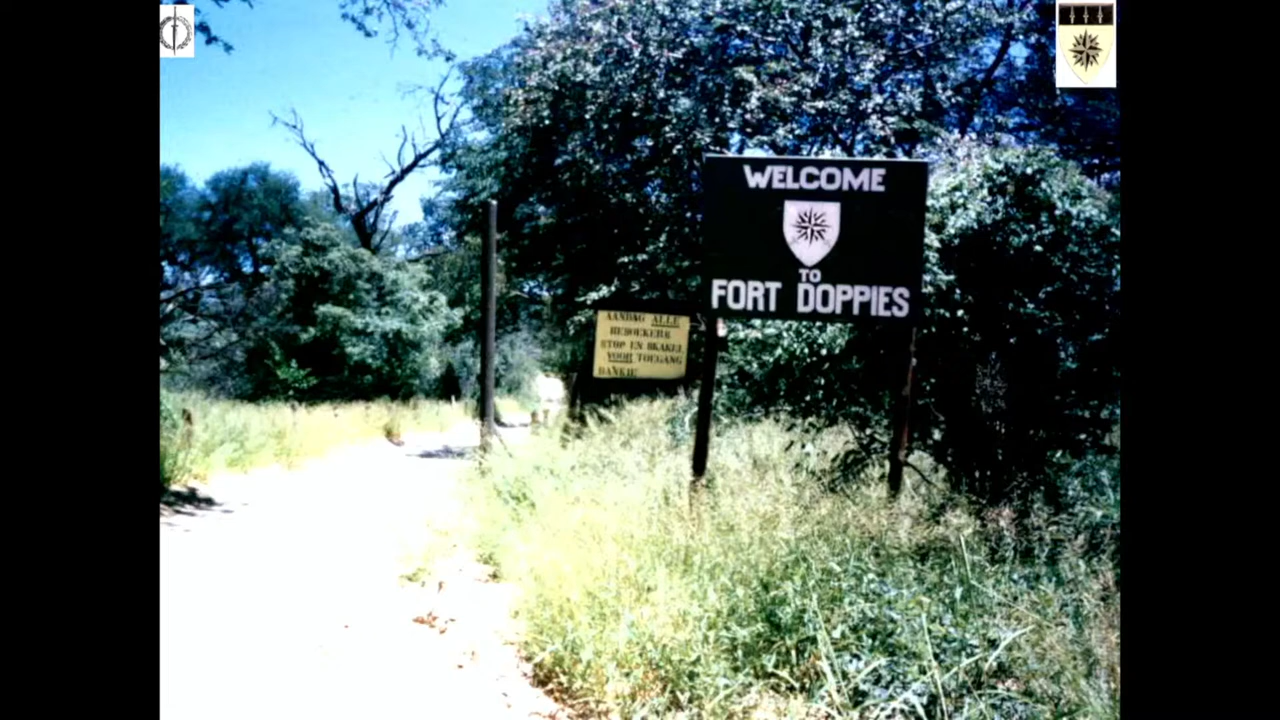 WELCOME
TO
FORT DOPPIES
AANDAG ALLE
BESOEKERS
STOP EN SKAKEL
VOOR TOEGANG
DANKIE